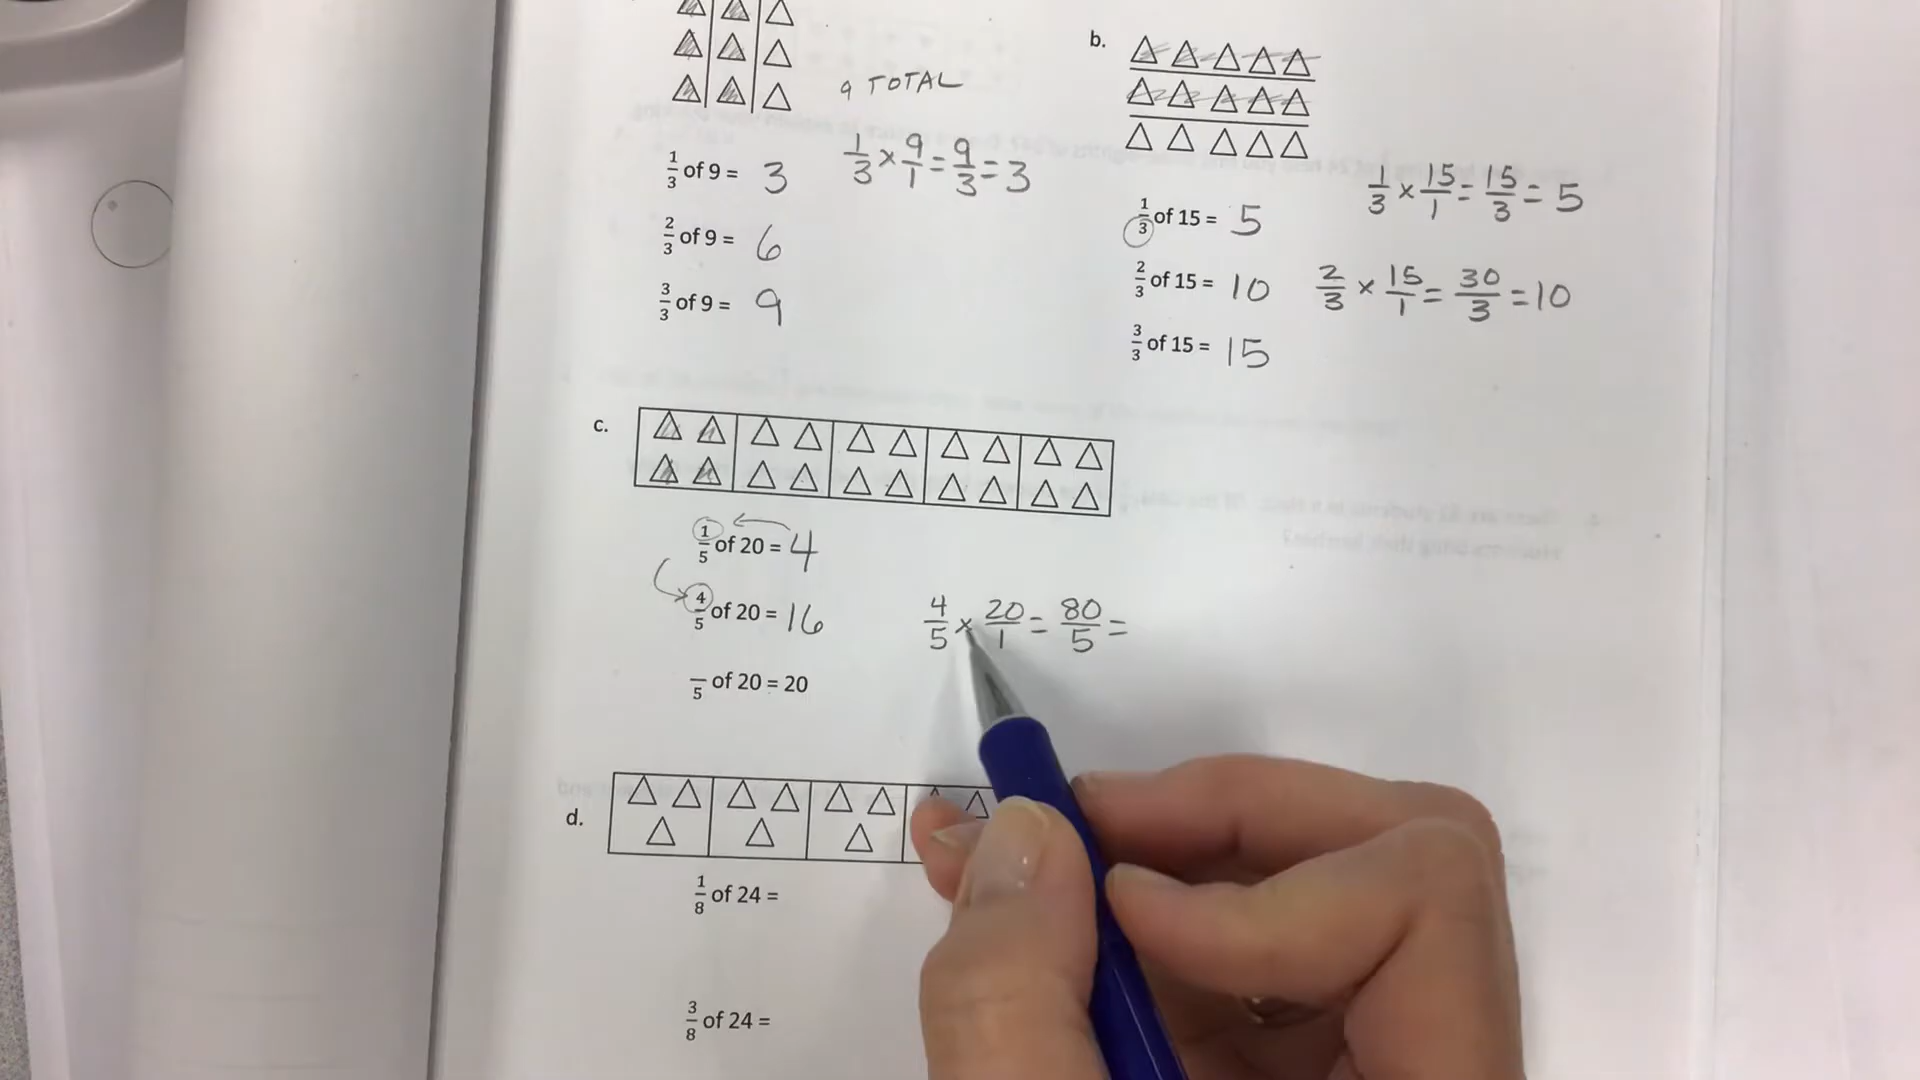 9 TOTAL
1/3 of 9 = 3
1/3 × 9/1 = 9/3 = 3
2/3 of 9 = 6
3/3 of 9 = 9
b.
1/3 of 15 = 5
1/3 × 15/1 = 15/3 = 5
2/3 of 15 = 10
2/3 × 15/1 = 30/3 = 10
3/3 of 15 = 15
c.
1/5 of 20 = 4
4/5 of 20 = 16
4/5 × 20/1 = 80/5 =
_/5 of 20 = 20
d.
1/8 of 24 =
3/8 of 24 =